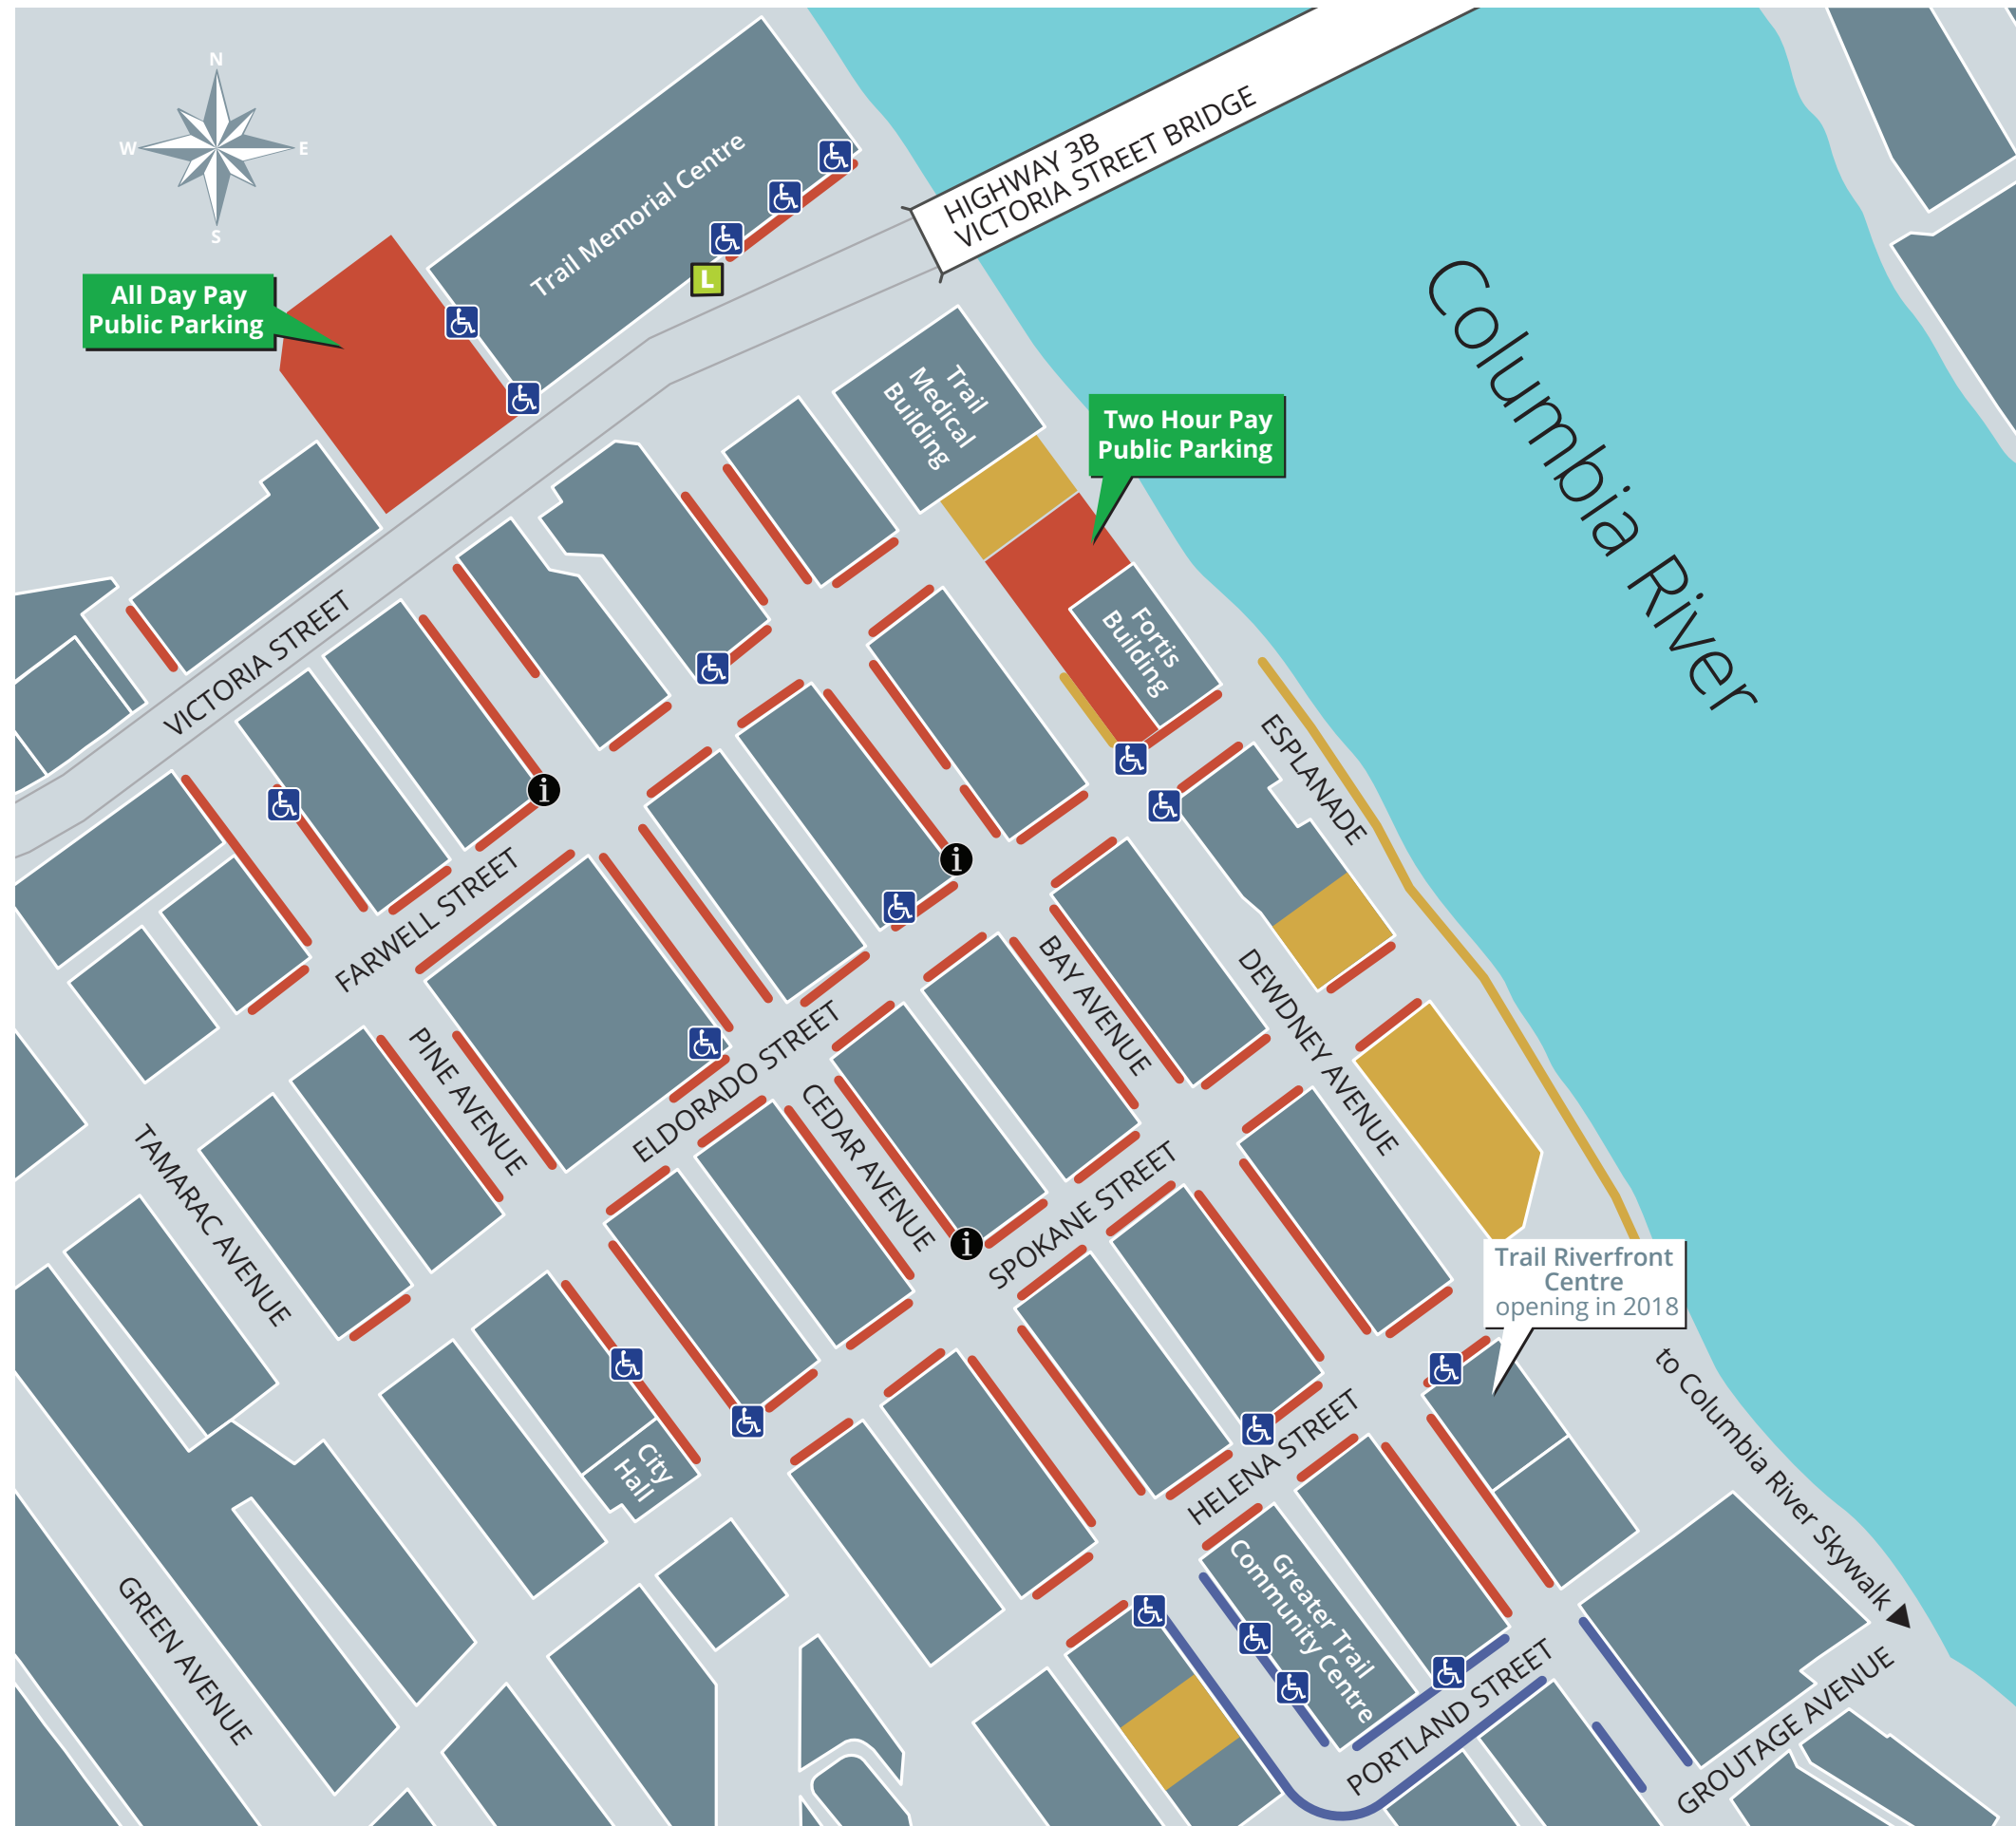 N
W
E
S
All Day Pay
Public Parking
Trail Memorial Centre
L
HIGHWAY 3B
VICTORIA STREET BRIDGE
Columbia River
Trail
Medical
Building
Two Hour Pay
Public Parking
Fortis
Building
VICTORIA STREET
ESPLANADE
i
i
FARWELL STREET
BAY AVENUE
DEWDNEY AVENUE
PINE AVENUE
ELDORADO STREET
CEDAR AVENUE
TAMARAC AVENUE
i
SPOKANE STREET
Trail Riverfront
Centre
opening in 2018
to Columbia River Skywalk
City
Hall
HELENA STREET
Greater Trail
Community Centre
GREEN AVENUE
PORTLAND STREET
GROUTAGE AVENUE